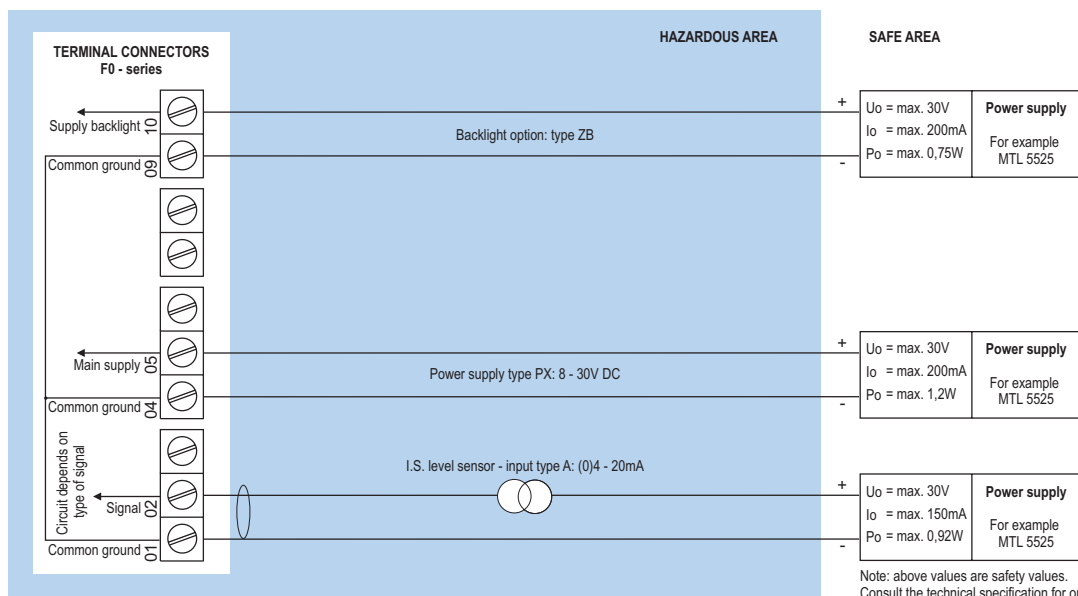 TERMINAL CONNECTORS
F0 - series
HAZARDOUS AREA
SAFE AREA
Supply backlight
10
Common ground
09
Backlight option: type ZB
+
-
Uo = max. 30V
Io = max. 200mA
Po = max. 0,75W
Power supply
For example
MTL 5525
Main supply
05
Common ground
04
Power supply type PX: 8 - 30V DC
+
-
Uo = max. 30V
Io = max. 200mA
Po = max. 1,2W
Power supply
For example
MTL 5525
Circuit depends on
type of signal
Signal
02
Common ground
01
I.S. level sensor - input type A: (0)4 - 20mA
+
-
Uo = max. 30V
Io = max. 150mA
Po = max. 0,92W
Power supply
For example
MTL 5525
Note: above values are safety values.
Consult the technical specification for